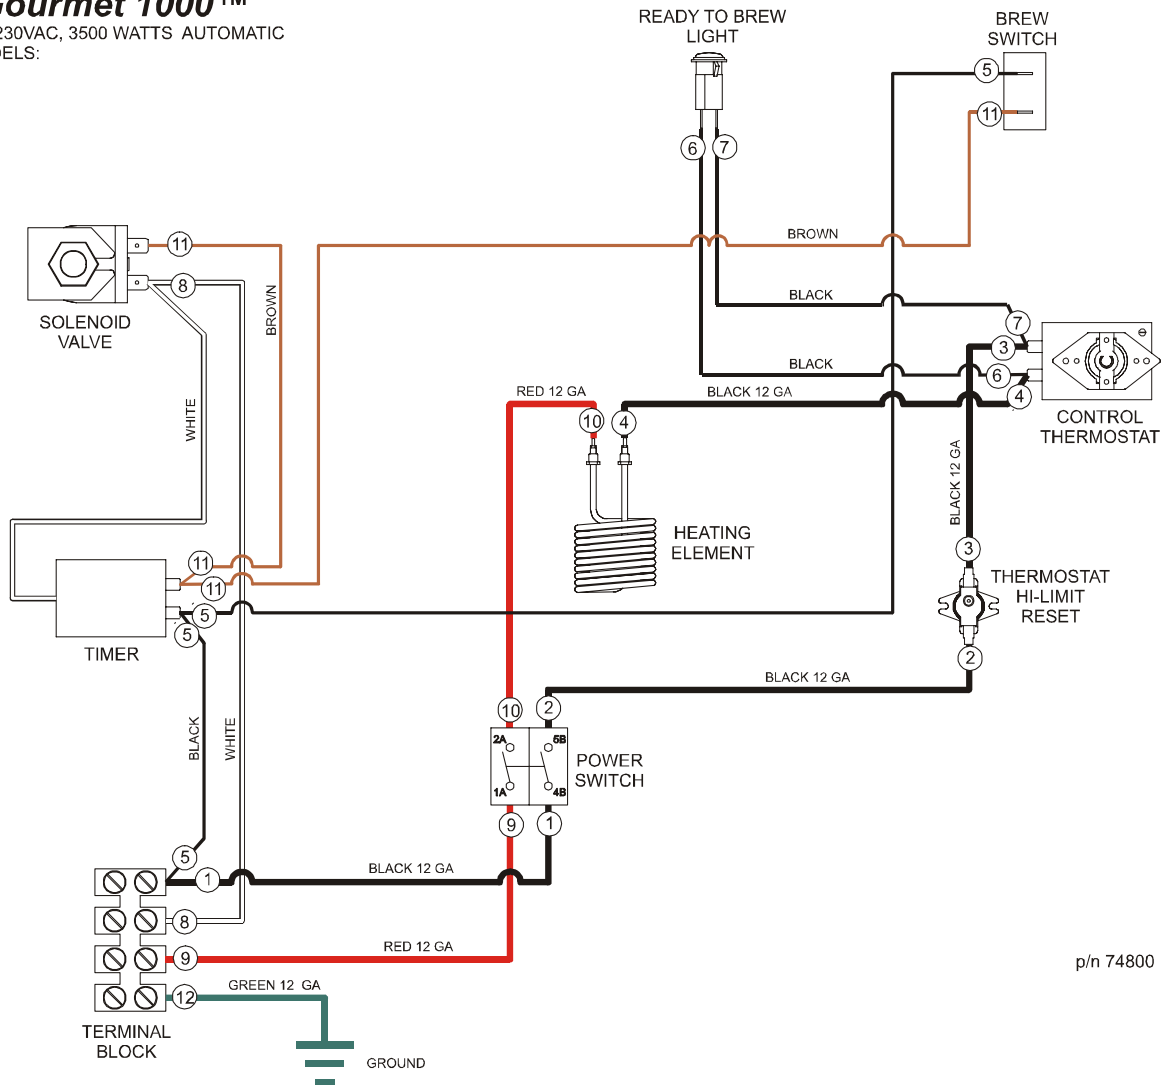 Gourmet 1000™
230VAC, 3500 WATTS AUTOMATIC
DELS:
READY TO BREW
LIGHT
BREW
SWITCH
5
11
6
7
11
BROWN
8
BROWN
BLACK
SOLENOID
VALVE
7
3
BLACK
6
RED 12 GA
BLACK 12 GA
4
WHITE
10
4
CONTROL
THERMOSTAT
BLACK 12 GA
HEATING
ELEMENT
3
11
11
THERMOSTAT
HI-LIMIT
RESET
5
5
TIMER
2
BLACK 12 GA
10
2
BLACK
WHITE
2A
5B
1A
4B
POWER
SWITCH
9
1
5
1
BLACK 12 GA
8
9
RED 12 GA
p/n 74800
12
GREEN 12 GA
TERMINAL
BLOCK
GROUND